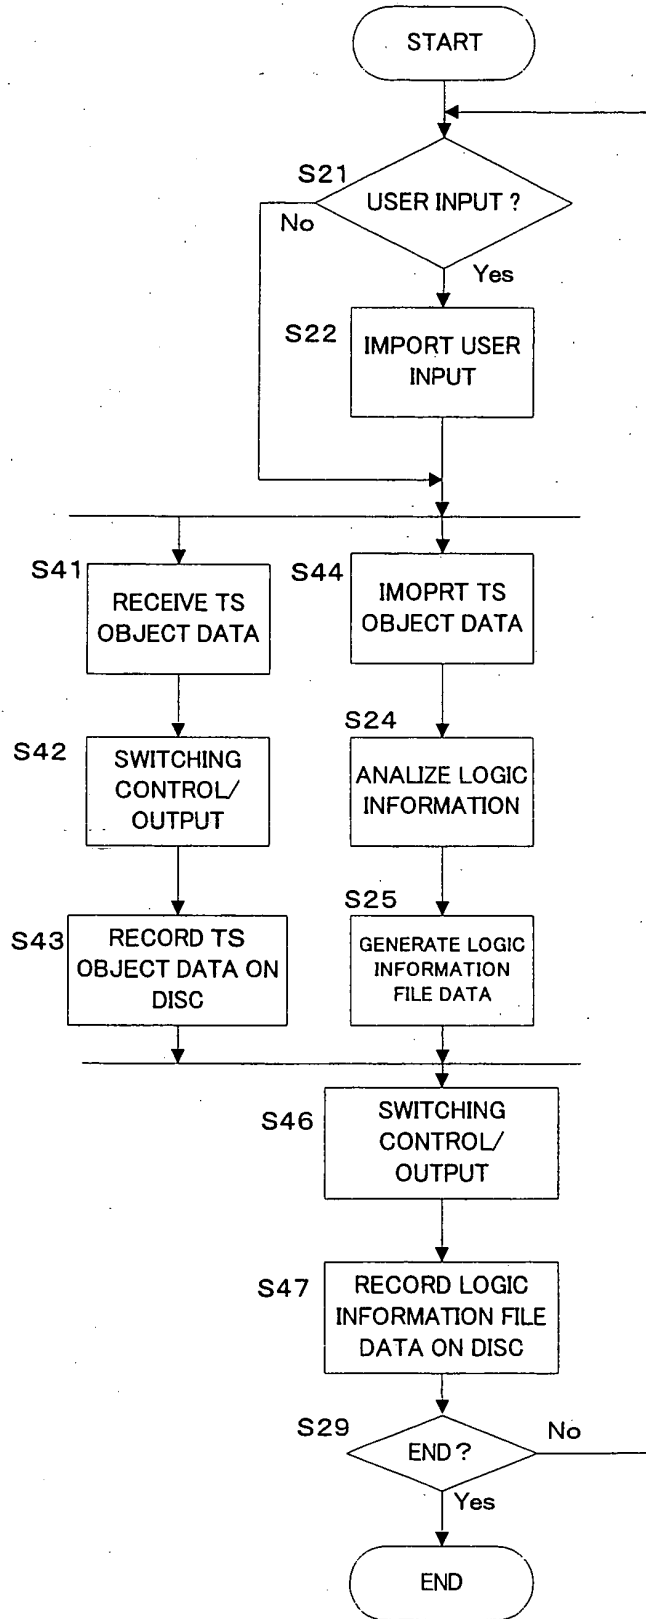 START
S21
USER INPUT ?
No
Yes
S22
IMPORT USER
INPUT
S41
RECEIVE TS
OBJECT DATA
S44
IMOPRT TS
OBJECT DATA
S42
SWITCHING
CONTROL/
OUTPUT
S24
ANALIZE LOGIC
INFORMATION
S43
RECORD TS
OBJECT DATA ON
DISC
S25
GENERATE LOGIC
INFORMATION
FILE DATA
S46
SWITCHING
CONTROL/
OUTPUT
S47
RECORD LOGIC
INFORMATION FILE
DATA ON DISC
S29
END ?
No
Yes
END